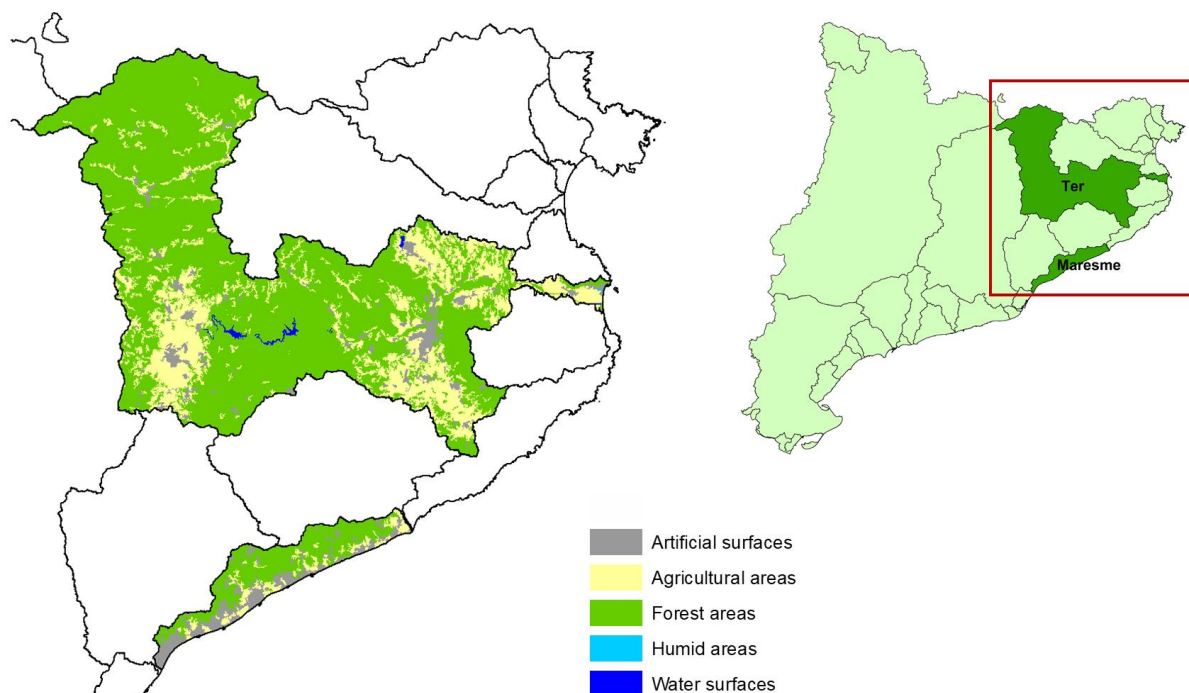 Ter
Maresme
Artificial surfaces
Agricultural areas
Forest areas
Humid areas
Water surfaces